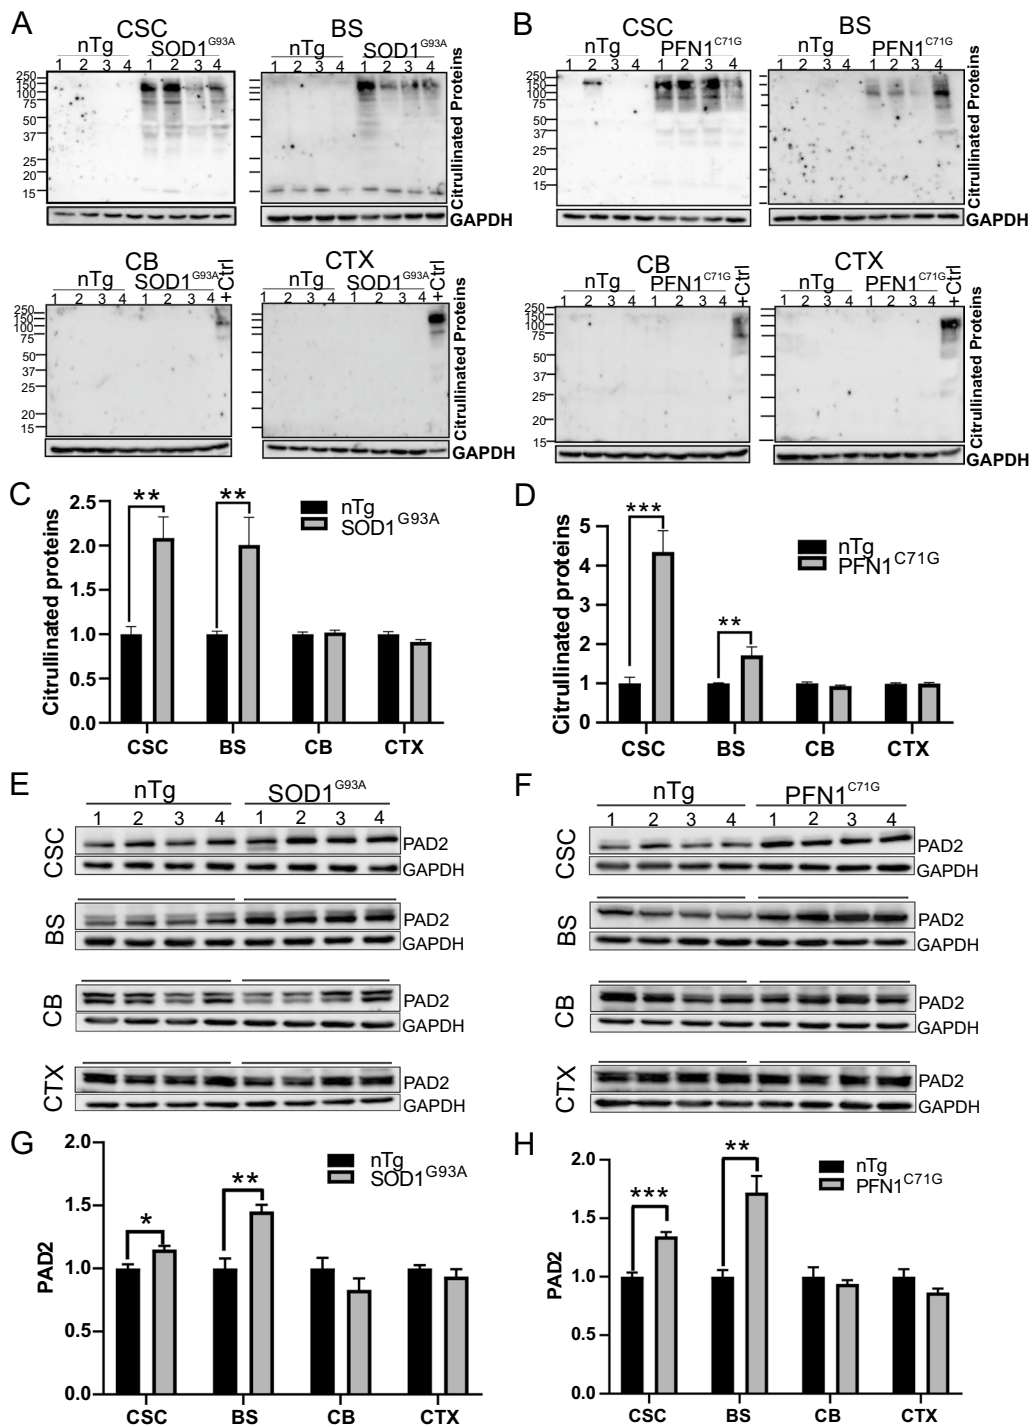 A
CSC
nTg SOD1G93A
1 2 3 4 1 2 3 4
250
150
100
75
50
37
25
20
15
BS
nTg SOD1G93A
1 2 3 4 1 2 3 4
Citrullinated Proteins
GAPDH
CB
nTg SOD1G93A
1 2 3 4 1 2 3 4 +Ctrl
250
150
100
75
50
37
25
20
15
CTX
nTg SOD1G93A
1 2 3 4 1 2 3 4 +Ctrl
Citrullinated Proteins
GAPDH
B
CSC
nTg PFN1C71G
1 2 3 4 1 2 3 4
250
150
100
75
50
37
25
20
15
BS
nTg PFN1C71G
1 2 3 4 1 2 3 4
Citrullinated Proteins
GAPDH
CB
nTg PFN1C71G
1 2 3 4 1 2 3 4 +Ctrl
250
150
100
75
50
37
25
20
15
CTX
nTg PFN1C71G
1 2 3 4 1 2 3 4 +Ctrl
Citrullinated Proteins
GAPDH
C
Citrullinated proteins
2.5
2.0
1.5
1.0
0.5
0.0
** **
nTg
SOD1G93A
CSC BS CB CTX
D
Citrullinated proteins
5
4
3
2
1
0
*** **
nTg
PFN1C71G
CSC BS CB CTX
E
nTg SOD1G93A
1 2 3 4 1 2 3 4
CSC PAD2
GAPDH
BS PAD2
GAPDH
CB PAD2
GAPDH
CTX PAD2
GAPDH
F
nTg PFN1C71G
1 2 3 4 1 2 3 4
CSC PAD2
GAPDH
BS PAD2
GAPDH
CB PAD2
GAPDH
CTX PAD2
GAPDH
G
PAD2
2.0
1.5
1.0
0.5
0.0
* **
nTg
SOD1G93A
CSC BS CB CTX
H
PAD2
2.0
1.5
1.0
0.5
0.0
*** **
nTg
PFN1C71G
CSC BS CB CTX